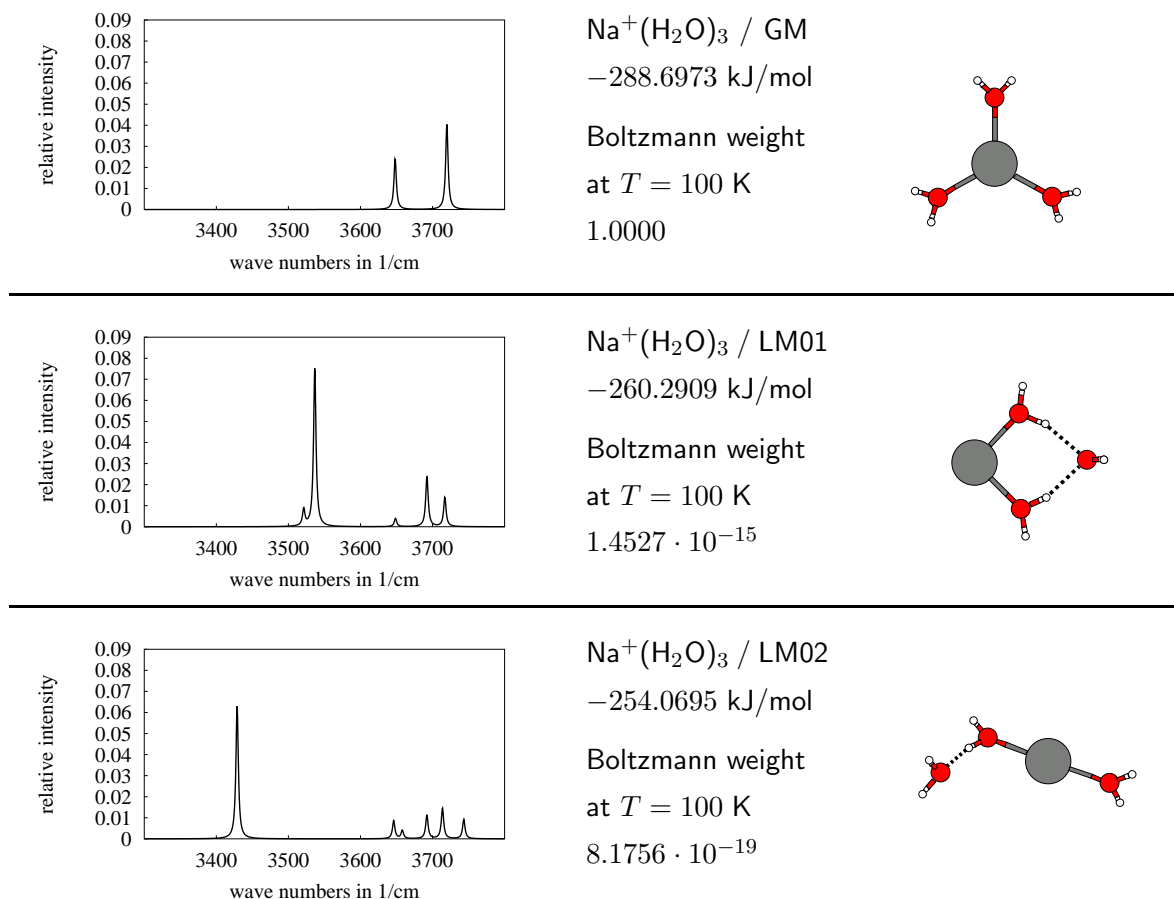 relative intensity
0.09
0.08
0.07
0.06
0.05
0.04
0.03
0.02
0.01
0
3400 3500 3600 3700
wave numbers in 1/cm
Na⁺(H₂O)₃ / GM
−288.6973 kJ/mol
Boltzmann weight
at T = 100 K
1.0000
relative intensity
0.09
0.08
0.07
0.06
0.05
0.04
0.03
0.02
0.01
0
3400 3500 3600 3700
wave numbers in 1/cm
Na⁺(H₂O)₃ / LM01
−260.2909 kJ/mol
Boltzmann weight
at T = 100 K
1.4527 · 10⁻¹⁵
relative intensity
0.09
0.08
0.07
0.06
0.05
0.04
0.03
0.02
0.01
0
3400 3500 3600 3700
wave numbers in 1/cm
Na⁺(H₂O)₃ / LM02
−254.0695 kJ/mol
Boltzmann weight
at T = 100 K
8.1756 · 10⁻¹⁹